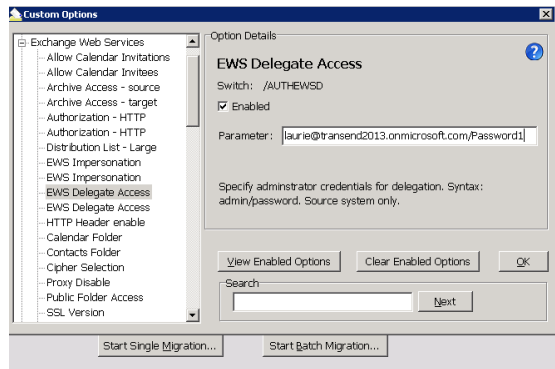 Custom Options
Exchange Web Services
Allow Calendar Invitations
Allow Calendar Invitees
Archive Access - source
Archive Access - target
Authorization - HTTP
Authorization - HTTP
Distribution List - Large
EWS Impersonation
EWS Impersonation
EWS Delegate Access
EWS Delegate Access
HTTP Header enable
Calendar Folder
Contacts Folder
Cipher Selection
Proxy Disable
Public Folder Access
SSL Version
Option Details
EWS Delegate Access
Switch: /AUTHEWSD
Enabled
Parameter: laurie@transend2013.onmicrosoft.com/Password1
Specify adminstrator credentials for delegation. Syntax:
admin/password. Source system only.
View Enabled Options
Clear Enabled Options
OK
Search
Next
Start Single Migration...
Start Batch Migration...